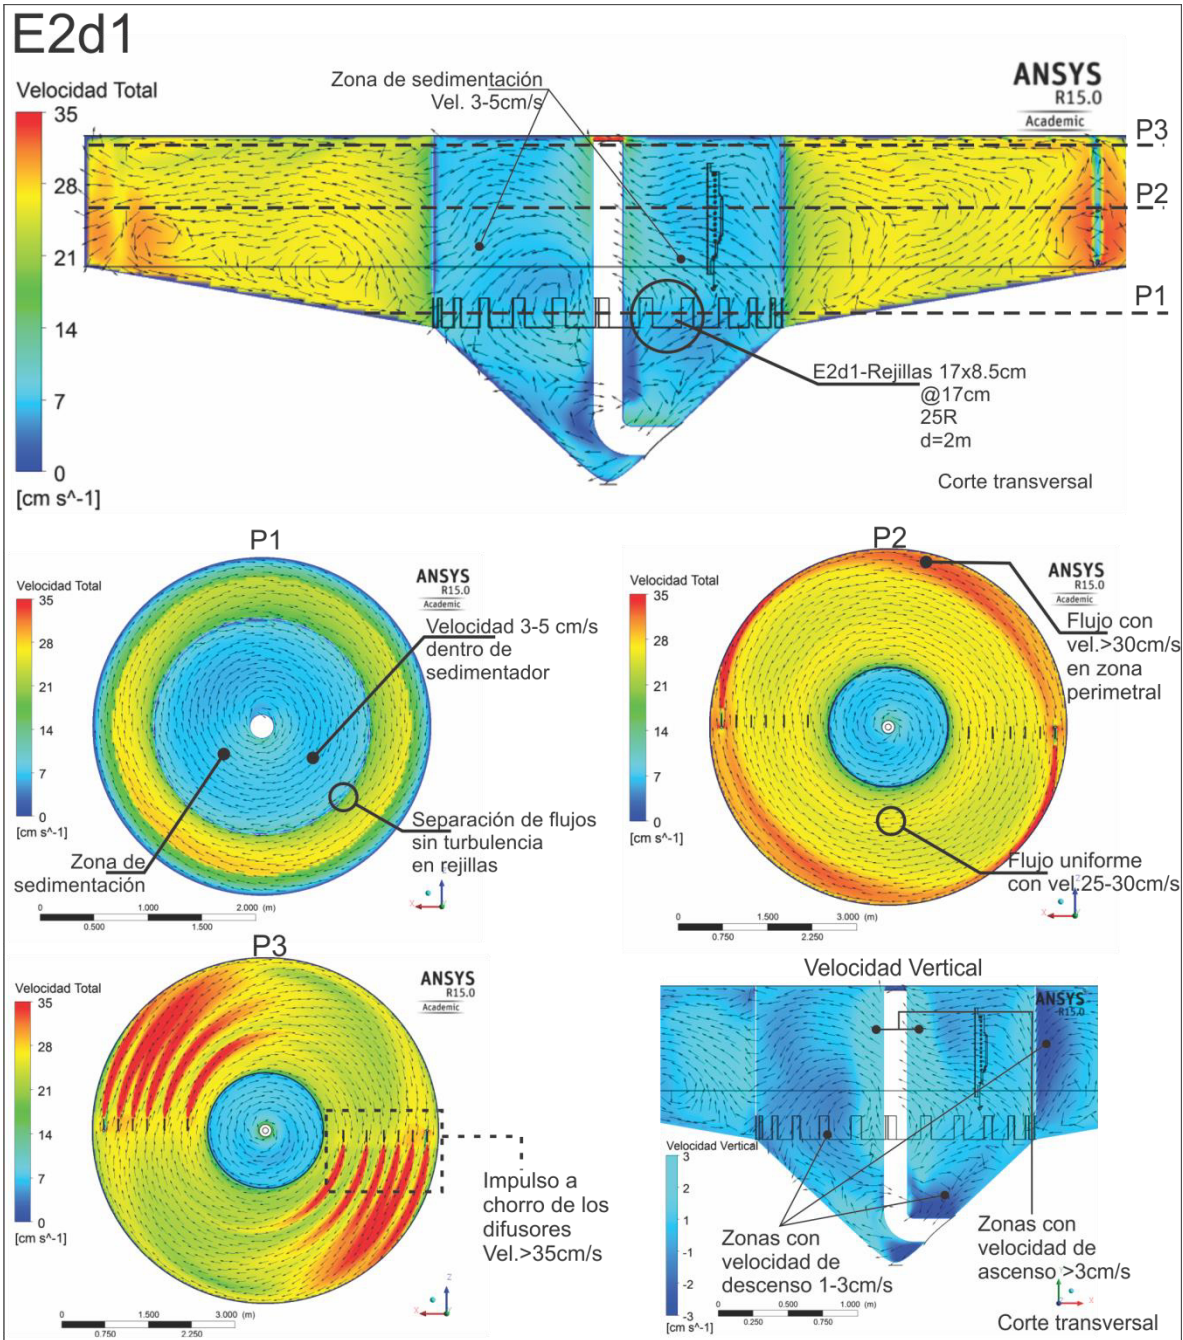 E2d1
Velocidad Total
35
28
21
14
7
0
[cm s^-1]
Zona de sedimentación
Vel. 3-5cm/s
ANSYS
R15.0
Academic
P3
P2
P1
E2d1-Rejillas 17x8.5cm
@17cm
25R
d=2m
Corte transversal
P1
Velocidad Total
35
28
21
14
7
0
[cm s^-1]
ANSYS
R15.0
Academic
Velocidad 3-5 cm/s
dentro de
sedimentador
Separación de flujos
sin turbulencia
en rejillas
Zona de
sedimentación
0
1.000
2.000 (m)
0.500
1.500
X
Z
P2
Velocidad Total
35
28
21
14
7
0
[cm s^-1]
ANSYS
R15.0
Academic
Flujo con
vel.>30cm/s
en zona
perimetral
Flujo uniforme
con vel.25-30cm/s
0
1.500
3.000 (m)
0.750
2.250
X
Z
P3
Velocidad Total
35
28
21
14
7
0
[cm s^-1]
ANSYS
R15.0
Academic
Impulso a
chorro de los
difusores
Vel.>35cm/s
0
1.500
3.000 (m)
0.750
2.250
X
Z
Velocidad Vertical
ANSYS
R15.0
Academic
Velocidad Vertical
3
2
1
-1
-2
-3
[cm s^-1]
Zonas con
velocidad de
descenso 1-3cm/s
Zonas con
velocidad de
ascenso >3cm/s
0
0.500
1.000 (m)
0.250
0.750
Y
X
Corte transversal